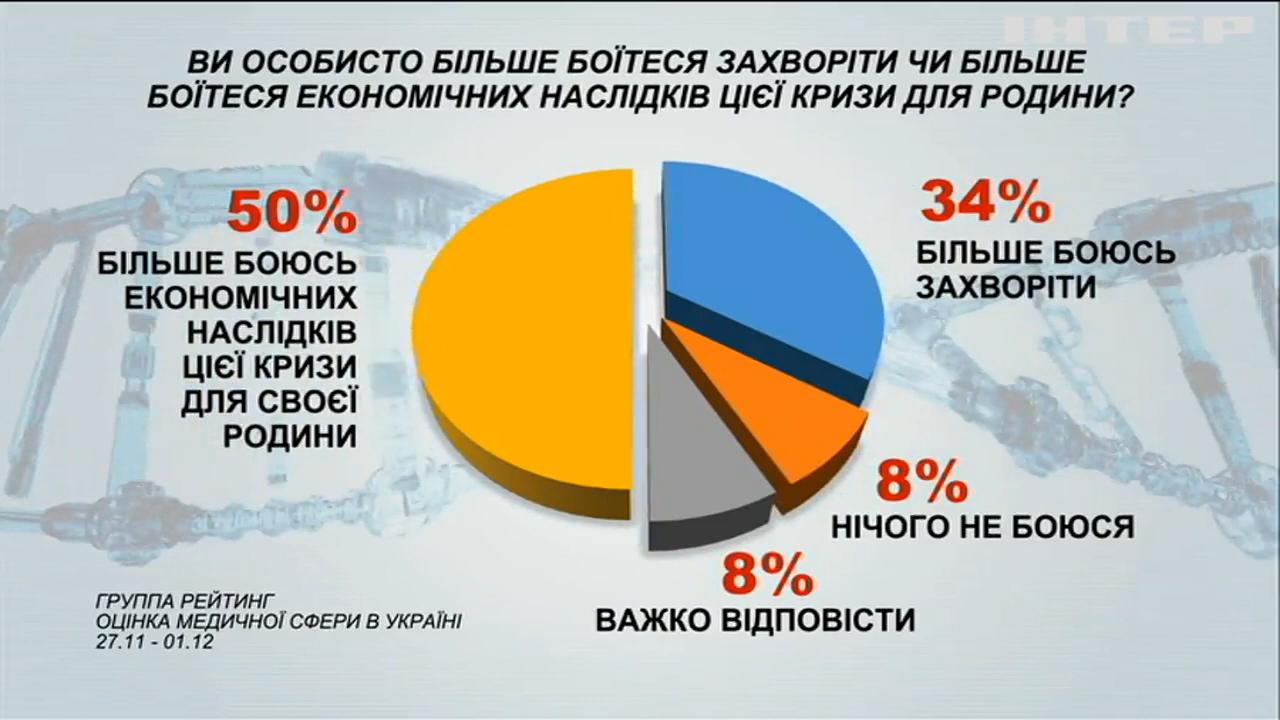 ІНТЕР
ВИ ОСОБИСТО БІЛЬШЕ БОЇТЕСЯ ЗАХВОРІТИ ЧИ БІЛЬШЕ
БОЇТЕСЯ ЕКОНОМІЧНИХ НАСЛІДКІВ ЦІЄЇ КРИЗИ ДЛЯ РОДИНИ?
50%
БІЛЬШЕ БОЮСЬ
ЕКОНОМІЧНИХ
НАСЛІДКІВ
ЦІЄЇ КРИЗИ
ДЛЯ СВОЄЇ
РОДИНИ
34%
БІЛЬШЕ БОЮСЬ
ЗАХВОРІТИ
8%
НІЧОГО НЕ БОЮСЯ
8%
ВАЖКО ВІДПОВІСТИ
ГРУППА РЕЙТИНГ
ОЦІНКА МЕДИЧНОЇ СФЕРИ В УКРАЇНІ
27.11 - 01.12